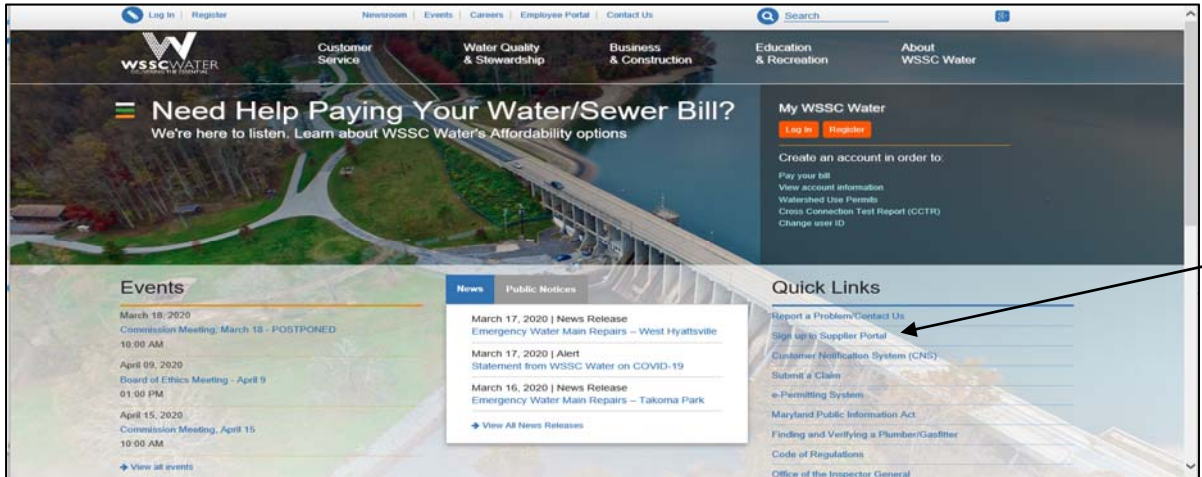 Log In | Register
Newsroom | Events | Careers | Employee Portal | Contact Us
Search
WSSCWATER
DELIVERING THE ESSENTIAL
Customer
Service
Water Quality
& Stewardship
Business
& Construction
Education
& Recreation
About
WSSC Water
Need Help Paying Your Water/Sewer Bill?
We're here to listen. Learn about WSSC Water's Affordability options
My WSSC Water
Log In
Register
Create an account in order to:
Pay your bill
View account information
Watershed Use Permits
Cross Connection Test Report (CCTR)
Change user ID
Events
March 18, 2020
Commission Meeting, March 18 - POSTPONED
10:00 AM
April 09, 2020
Board of Ethics Meeting - April 9
01:00 PM
April 15, 2020
Commission Meeting, April 15
10:00 AM
View all events
News
Public Notices
March 17, 2020 | News Release
Emergency Water Main Repairs – West Hyattsville
March 17, 2020 | Alert
Statement from WSSC Water on COVID-19
March 16, 2020 | News Release
Emergency Water Main Repairs – Takoma Park
View All News Releases
Quick Links
Report a Problem/Contact Us
Sign up to Supplier Portal
Customer Notification System (CNS)
Submit a Claim
e-Permitting System
Maryland Public Information Act
Finding and Verifying a Plumber/Gasfitter
Code of Regulations
Office of the Inspector General